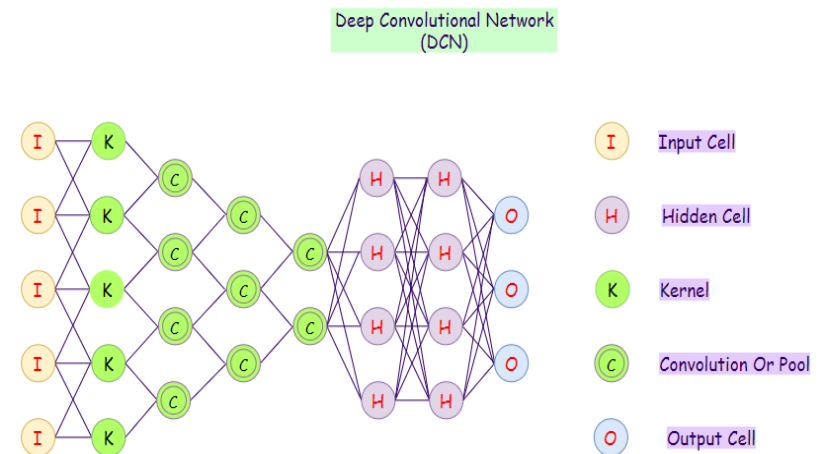 Deep Convolutional Network
(DCN)
I K I Input Cell
C H H
I K C O H Hidden Cell
C C H H
I K C O K Kernel
C C H H
I K C O C Convolution Or Pool
C H H
I K O Output Cell